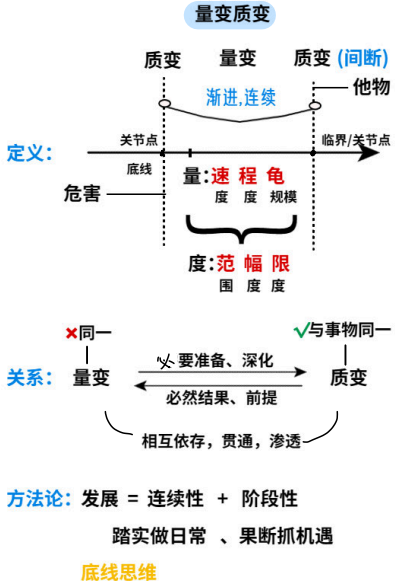 量变质变
质变 量变 质变 (间断)
他物
渐进,连续
关节点 临界/关节点
定义：
底线
量:速 程 龟
度 度 规模
危害
度:范 幅 限
围 度 度
×同一 √与事物同一
必要准备、深化
关系： 量变 质变
必然结果、前提
相互依存，贯通，渗透
方法论：发展 = 连续性 + 阶段性
踏实做日常 、果断抓机遇
底线思维